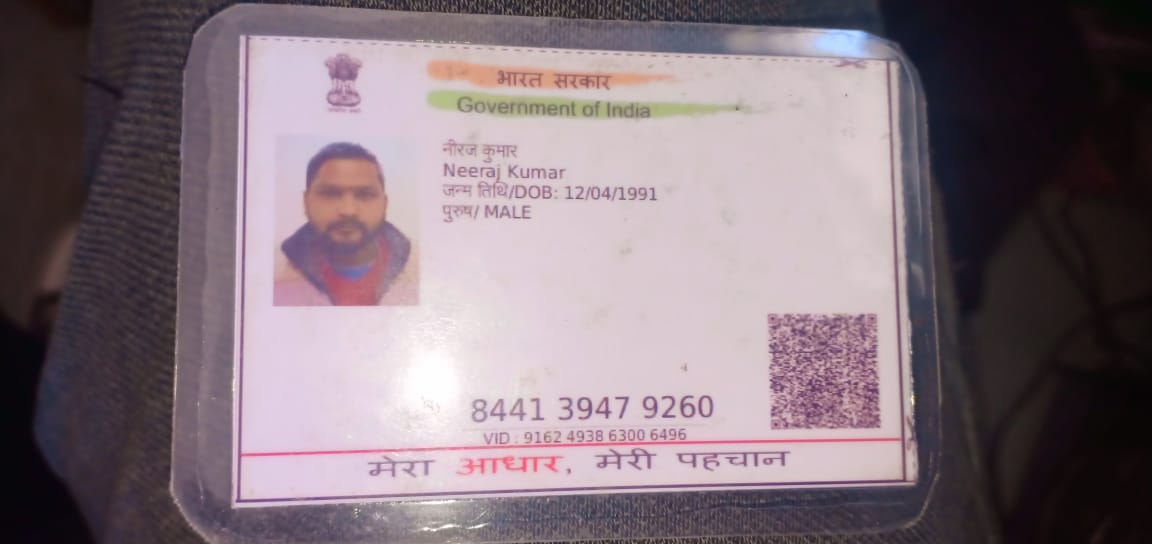 भारत सरकार
Government of India
नीरज कुमार
Neeraj Kumar
जन्म तिथि/DOB: 12/04/1991
पुरुष/ MALE
8441 3947 9260
VID : 9162 4938 6300 6496
मेरा आधार, मेरी पहचान